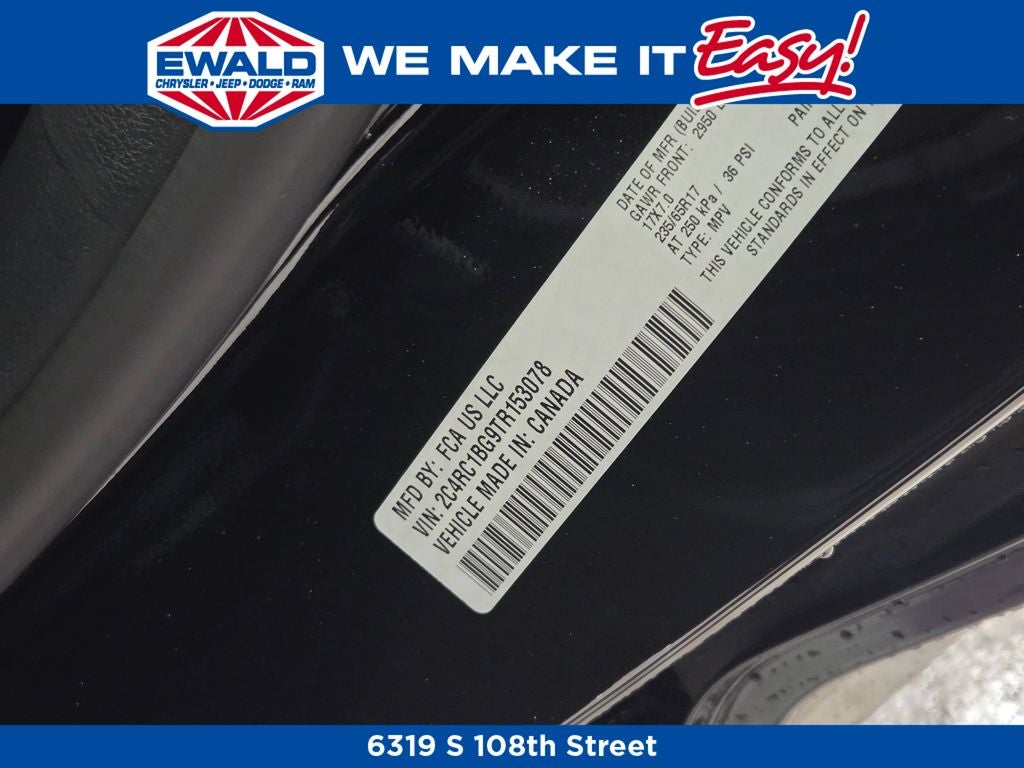 EWALD
CHRYSLER • JEEP • DODGE • RAM
WE MAKE IT Easy!
MFD BY: FCA US LLC
VIN: 2C4RC1BG9TR153078
VEHICLE MADE IN: CANADA
DATE OF MFR
GAWR FRONT: 2950
17X7.0
235/65R17
AT 250 kPa / 36 PSI
TYPE: MPV
THIS VEHICLE CONFORMS TO ALL
STANDARDS IN EFFECT ON
6319 S 108th Street